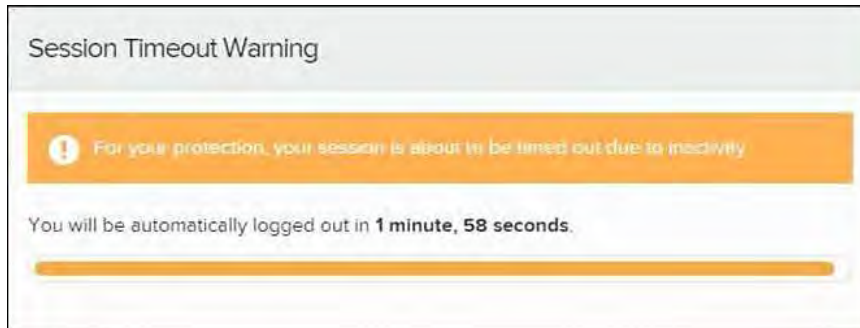 Session Timeout Warning
For your protection, your session is about to be timed out due to inactivity
You will be automatically logged out in 1 minute, 58 seconds.